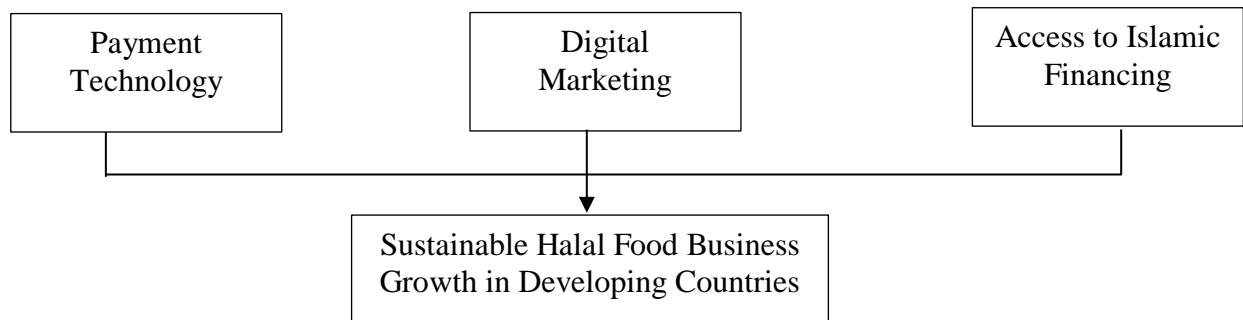 Payment
Technology
Digital
Marketing
Access to Islamic
Financing
Sustainable Halal Food Business
Growth in Developing Countries